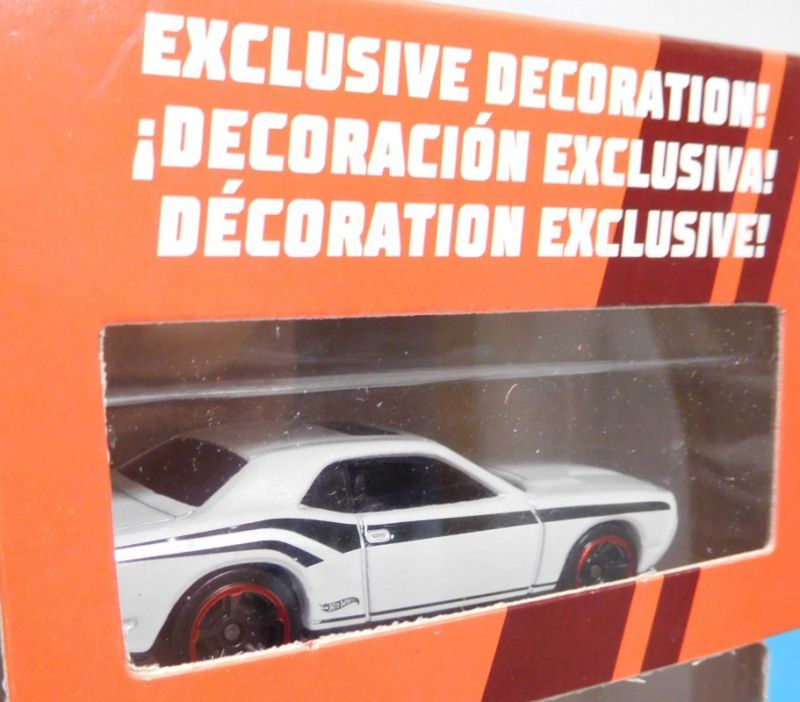 EXCLUSIVE DECORATION!
¡DECORACIÓN EXCLUSIVA!
DÉCORATION EXCLUSIVE!
Hot Wheels